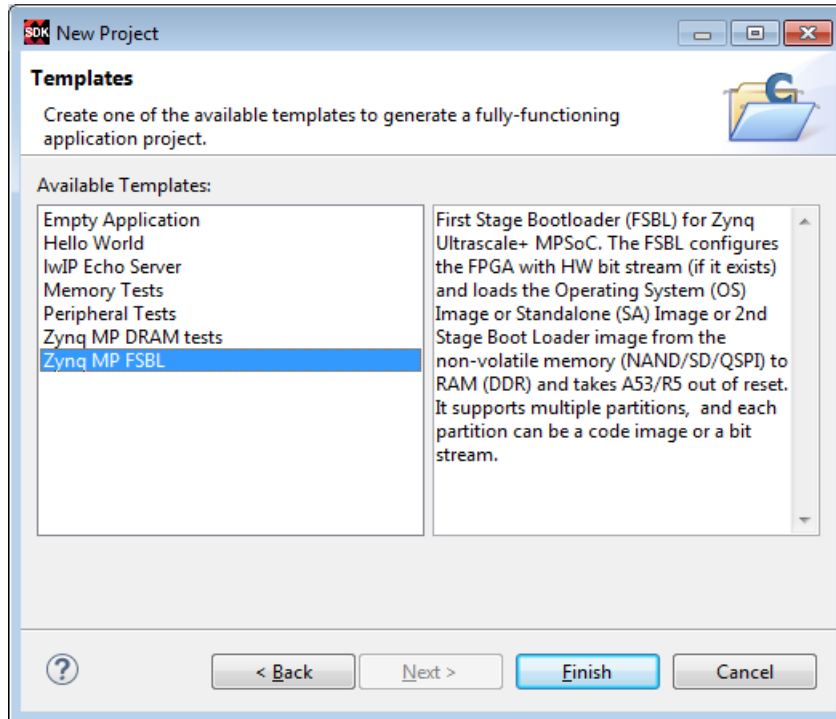 SDK New Project
Templates
Create one of the available templates to generate a fully-functioning
application project.
Available Templates:
Empty Application
Hello World
lwIP Echo Server
Memory Tests
Peripheral Tests
Zynq MP DRAM tests
Zynq MP FSBL
First Stage Bootloader (FSBL) for Zynq
Ultrascale+ MPSoC. The FSBL configures
the FPGA with HW bit stream (if it exists)
and loads the Operating System (OS)
Image or Standalone (SA) Image or 2nd
Stage Boot Loader image from the
non-volatile memory (NAND/SD/QSPI) to
RAM (DDR) and takes A53/R5 out of reset.
It supports multiple partitions, and each
partition can be a code image or a bit
stream.
? < Back Next > Finish Cancel